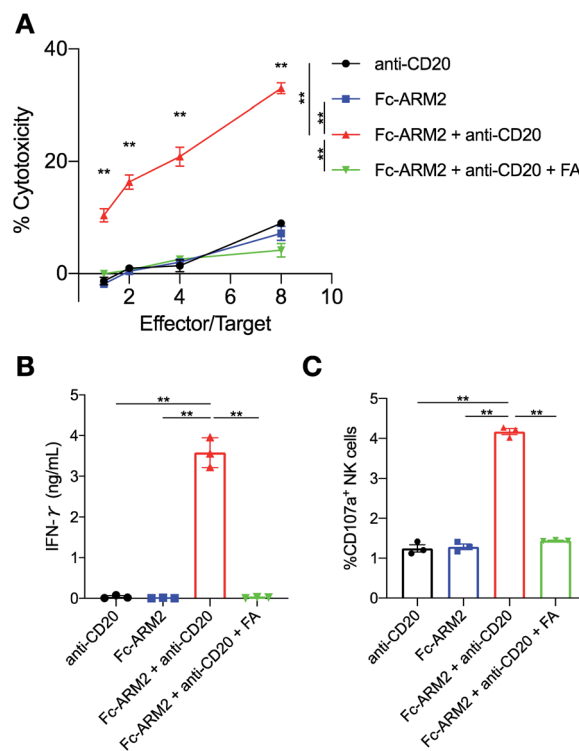 A
% Cytotoxicity
40
20
0
2
4
6
8
10
Effector/Target
**
**
**
**
**
**
**
anti-CD20
Fc-ARM2
Fc-ARM2 + anti-CD20
Fc-ARM2 + anti-CD20 + FA
B
IFN-γ (ng/mL)
5
4
3
2
1
0
**
**
**
anti-CD20
Fc-ARM2
Fc-ARM2 + anti-CD20
Fc-ARM2 + anti-CD20 + FA
C
%CD107a+ NK cells
5
4
3
2
1
0
**
**
**
anti-CD20
Fc-ARM2
Fc-ARM2 + anti-CD20
Fc-ARM2 + anti-CD20 + FA